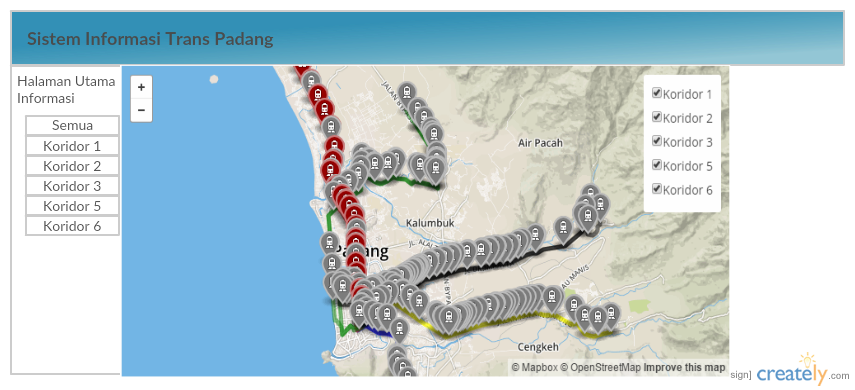 Sistem Informasi Trans Padang
Halaman Utama
Informasi
Semua
Koridor 1
Koridor 2
Koridor 3
Koridor 5
Koridor 6
+
−
Koridor 1
Koridor 2
Koridor 3
Koridor 5
Koridor 6
Air Pacah
Kalumbuk
Padang
Cengkeh
© Mapbox © OpenStreetMap Improve this map
sign] creately.com